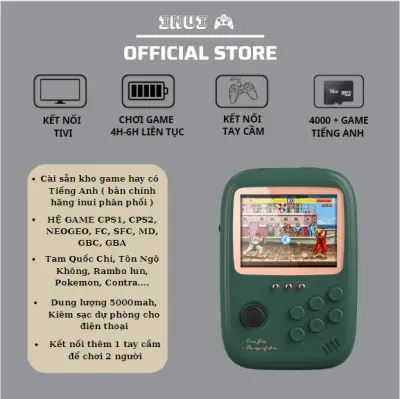 INUI
OFFICIAL STORE
KẾT NỐI
TIVI
CHƠI GAME
4H-6H LIÊN TỤC
KẾT NỐI
TAY CẦM
4000 + GAME
TIẾNG ANH
• Cài sẵn kho game hay có
Tiếng Anh ( bản chính
hãng inui phân phối )
• HỆ GAME CPS1, CPS2,
NEOGEO, FC, SFC, MD,
GBC, GBA
• Tam Quốc Chí, Tôn Ngộ
Không, Rambo lun,
Pokemon, Contra....
• Dung lượng 5000mah,
Kiêm sạc dự phòng cho
điện thoại
• Kết nối thêm 1 tay cầm
để chơi 2 người